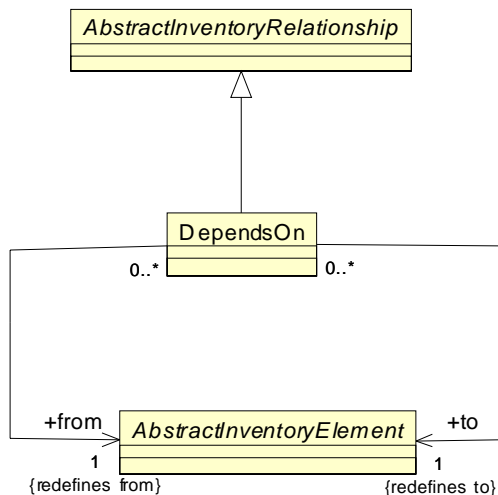 AbstractInventoryRelationship
DependsOn
0..*
0..*
+from
AbstractInventoryElement
+to
1
1
{redefines from}
{redefines to}